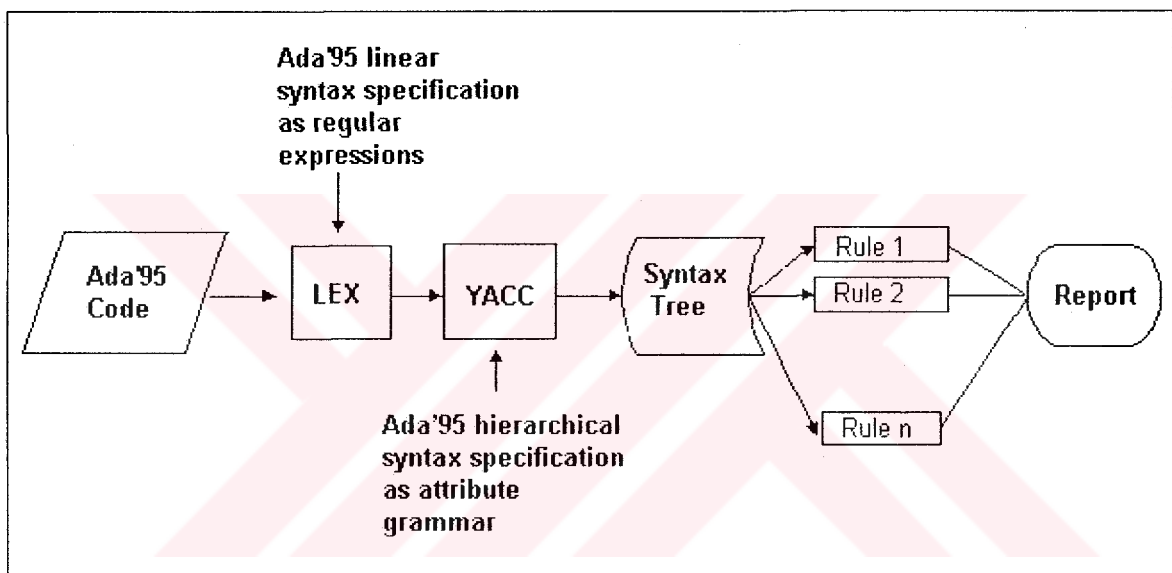 Ada'95 linear
syntax specification
as regular
expressions
Ada'95
Code
LEX
YACC
Syntax
Tree
Rule 1
Rule 2
Rule n
Report
Ada'95 hierarchical
syntax specification
as attribute
grammar